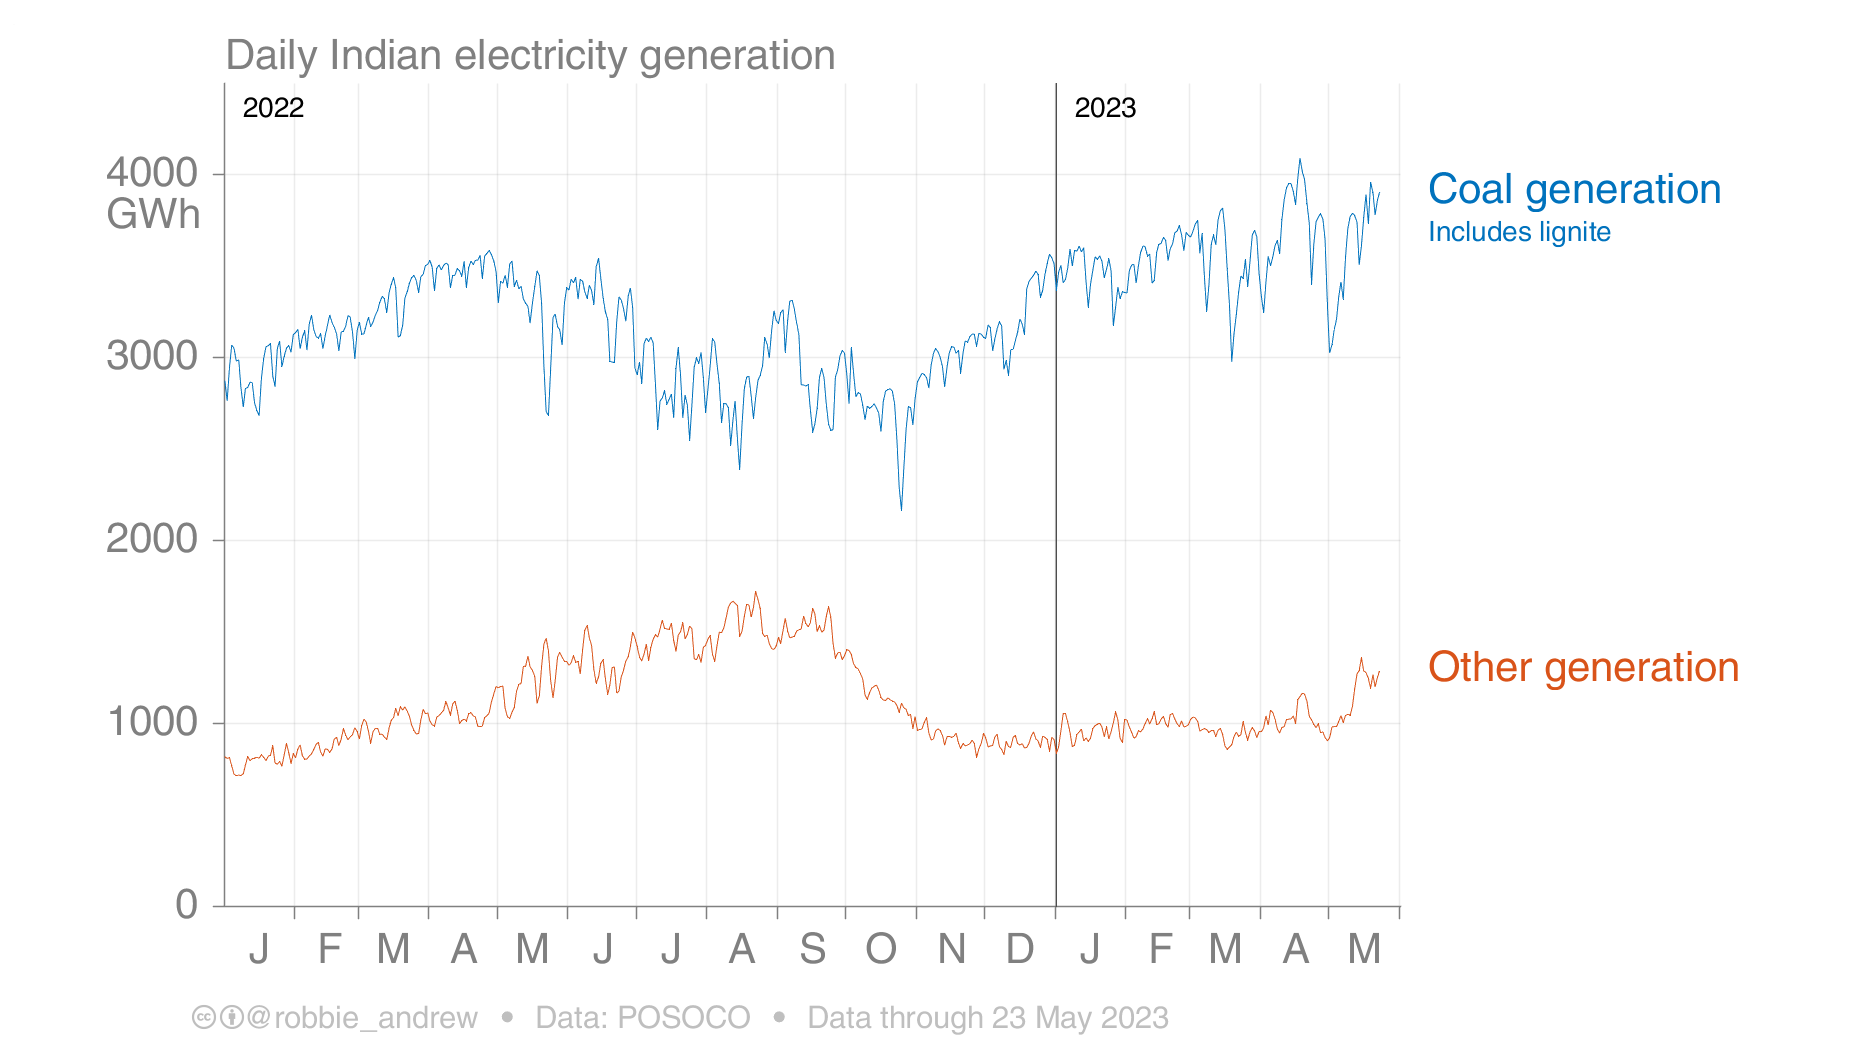 Daily Indian electricity generation
2022
2023
4000
GWh
3000
2000
1000
0
Coal generation
Includes lignite
Other generation
J F M A M J J A S O N D J F M A M
cc @robbie_andrew • Data: POSOCO • Data through 23 May 2023